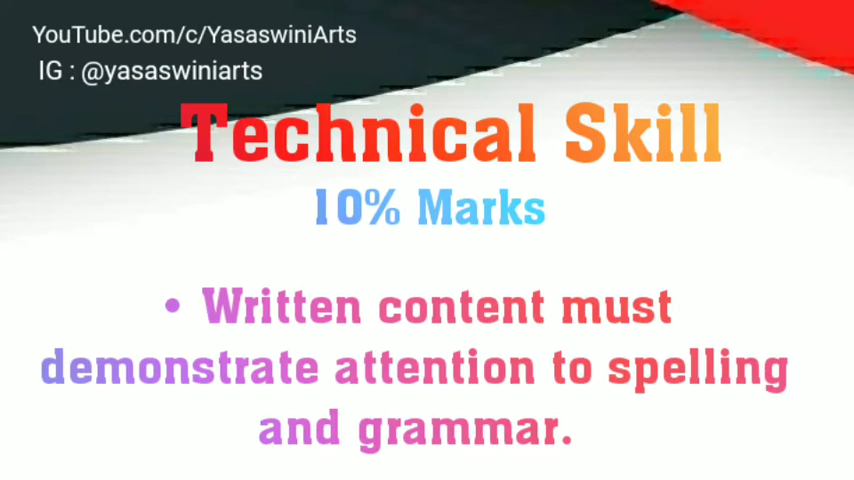 YouTube.com/c/YasaswiniArts
IG : @yasaswiniarts
Technical Skill
10% Marks
• Written content must
demonstrate attention to spelling
and grammar.